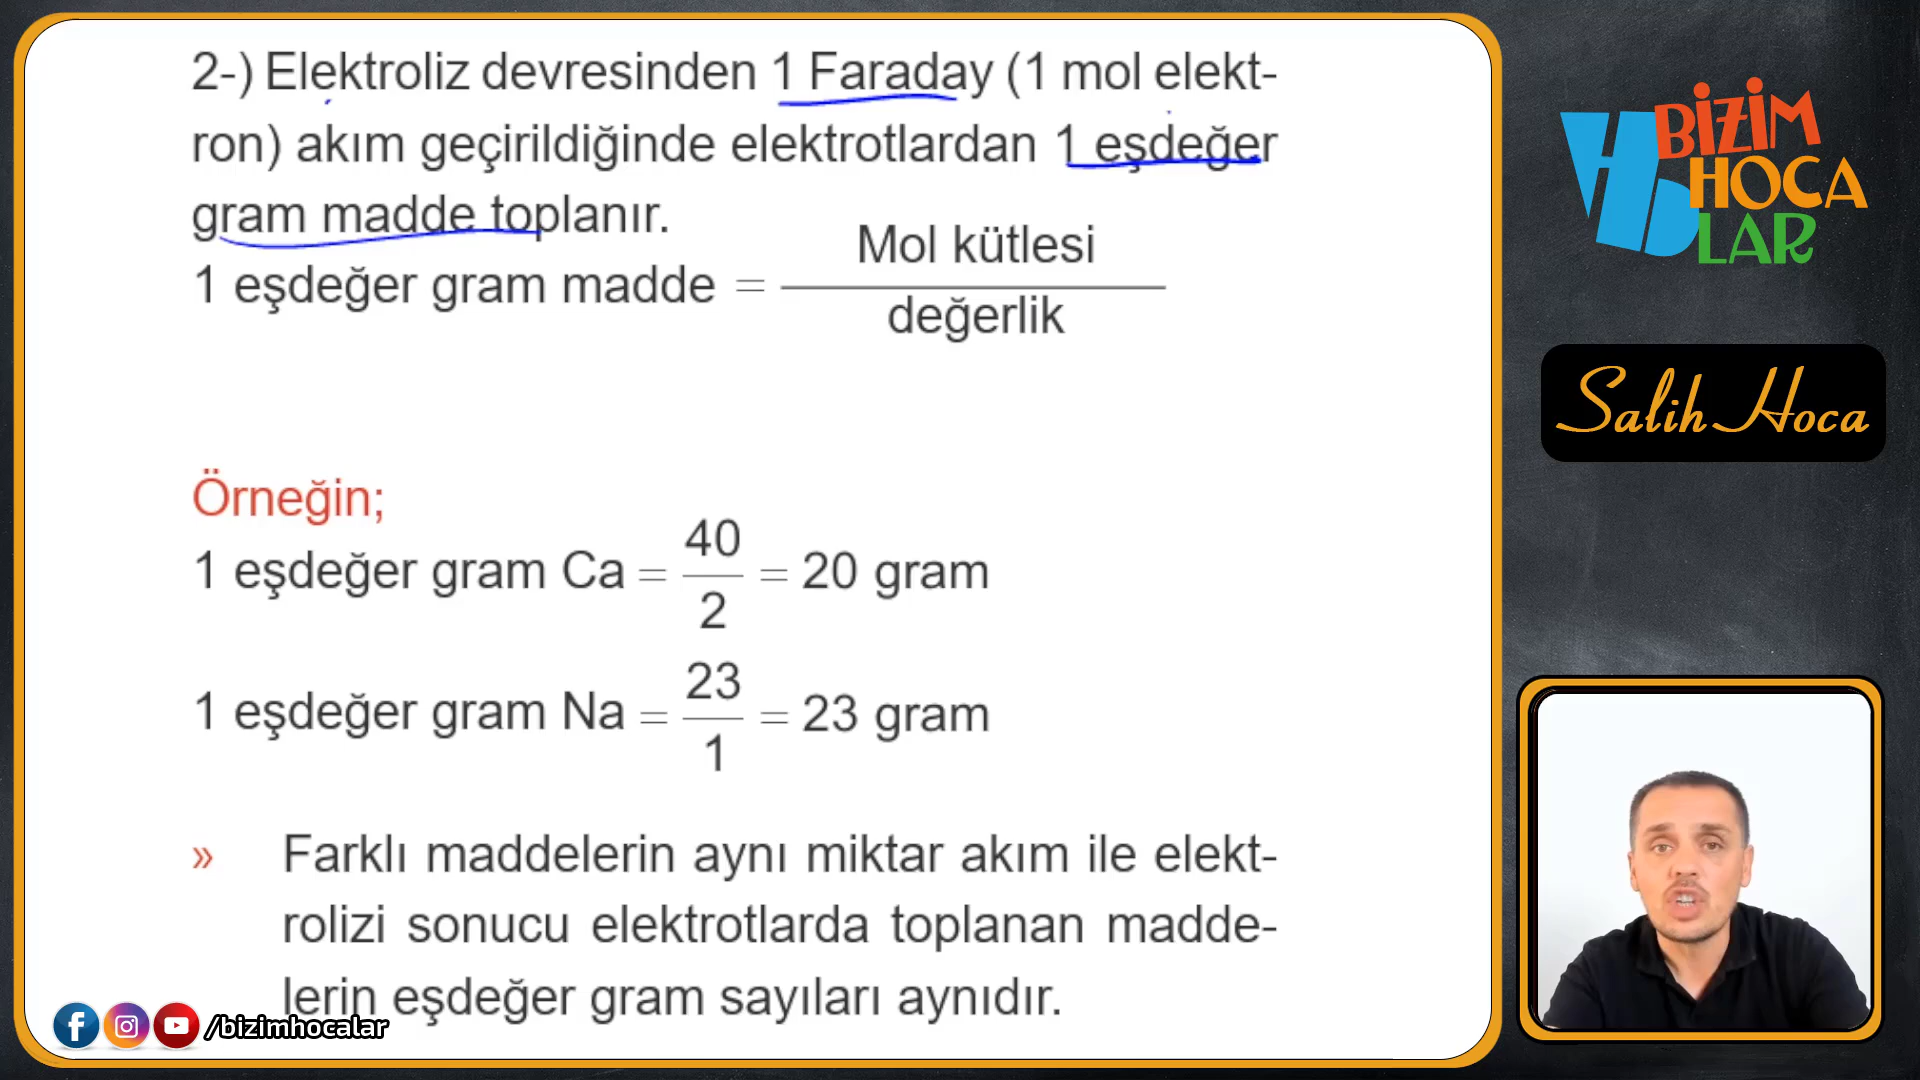 2-) Elektroliz devresinden 1 Faraday (1 mol elekt-
ron) akım geçirildiğinde elektrotlardan 1 eşdeğer
gram madde toplanır.
1 eşdeğer gram madde = Mol kütlesi / değerlik
Örneğin;
1 eşdeğer gram Ca = 40 / 2 = 20 gram
1 eşdeğer gram Na = 23 / 1 = 23 gram
» Farklı maddelerin aynı miktar akım ile elekt-
rolizi sonucu elektrotlarda toplanan madde-
lerin eşdeğer gram sayıları aynıdır.
/bizimhocalar
BİZİM
HOCA
LAR
Salih Hoca